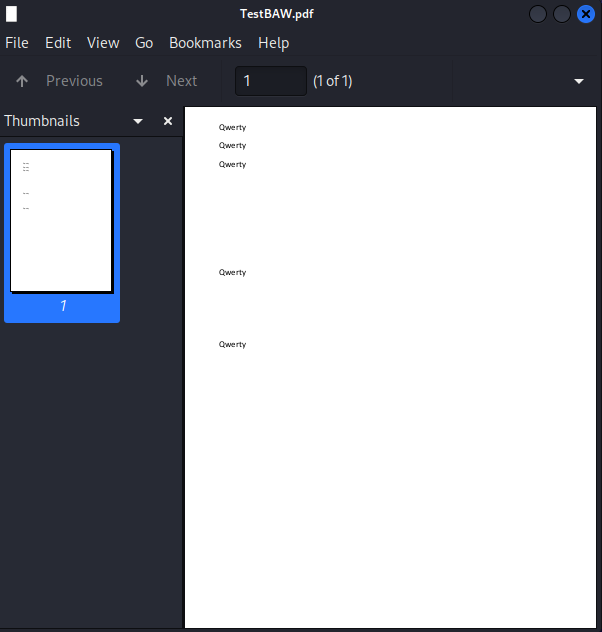 TestBAW.pdf
File Edit View Go Bookmarks Help
Previous Next 1 (1 of 1)
Thumbnails
1
Qwerty
Qwerty
Qwerty
Qwerty
Qwerty